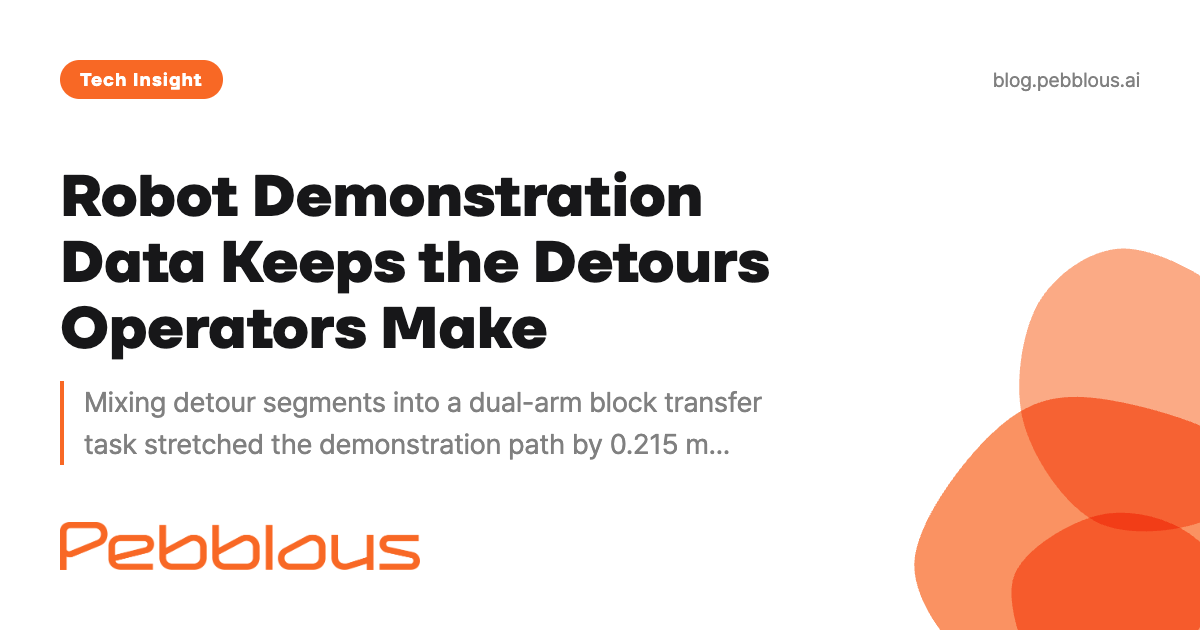 Tech Insight
blog.pebblous.ai
Robot Demonstration
Data Keeps the Detours
Operators Make
Mixing detour segments into a dual-arm block transfer
task stretched the demonstration path by 0.215 m...
Pebblous